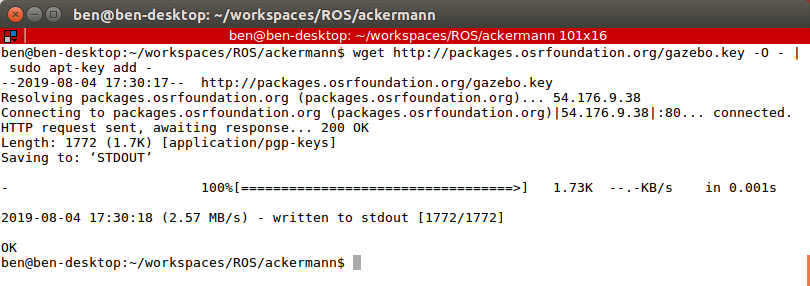 ben@ben-desktop: ~/workspaces/ROS/ackermann
ben@ben-desktop: ~/workspaces/ROS/ackermann 101x16
ben@ben-desktop:~/workspaces/ROS/ackermann$ wget http://packages.osrfoundation.org/gazebo.key -O - |
 sudo apt-key add -
--2019-08-04 17:30:17--  http://packages.osrfoundation.org/gazebo.key
Resolving packages.osrfoundation.org (packages.osrfoundation.org)... 54.176.9.38
Connecting to packages.osrfoundation.org (packages.osrfoundation.org)|54.176.9.38|:80... connected.
HTTP request sent, awaiting response... 200 OK
Length: 1772 (1.7K) [application/pgp-keys]
Saving to: ‘STDOUT’
-                        100%[==================================>]   1.73K  --.-KB/s    in 0.001s
2019-08-04 17:30:18 (2.57 MB/s) - written to stdout [1772/1772]
OK
ben@ben-desktop:~/workspaces/ROS/ackermann$